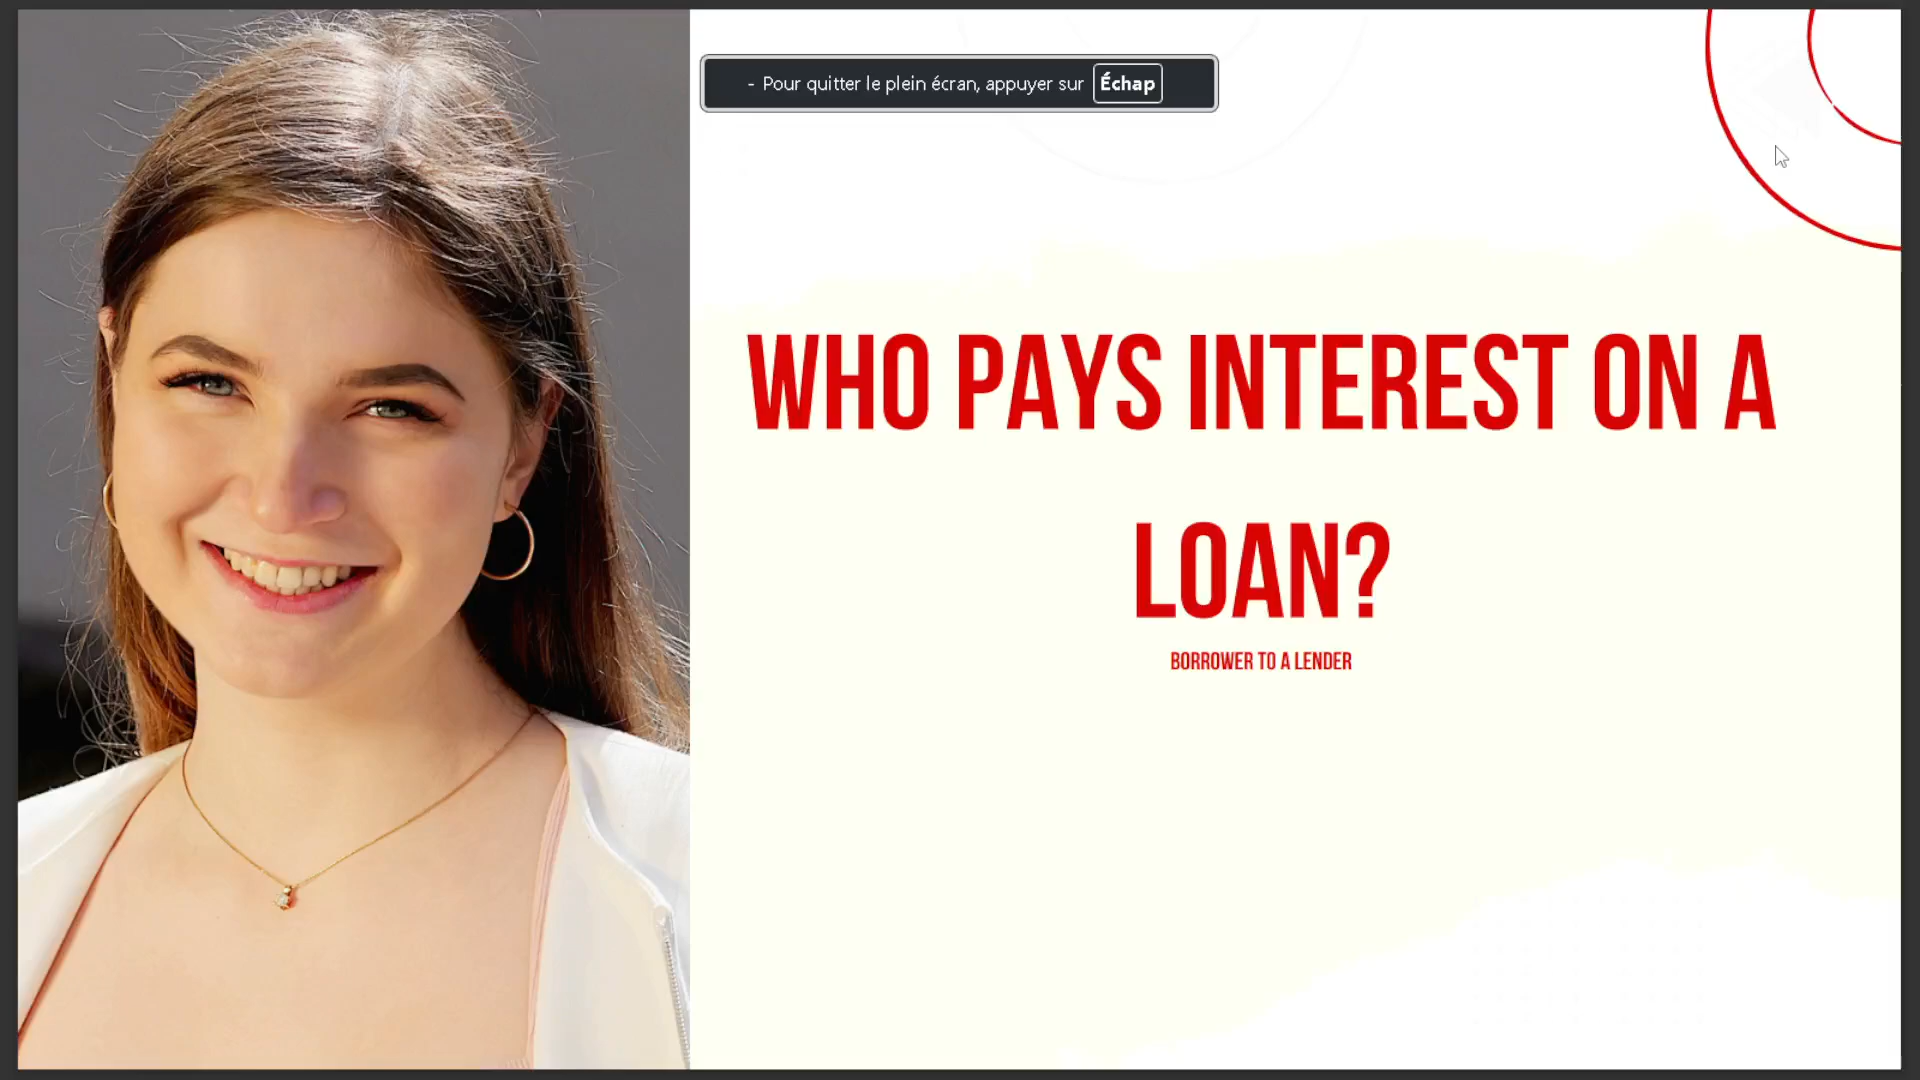 - Pour quitter le plein écran, appuyer sur Échap
WHO PAYS INTEREST ON A
LOAN?
BORROWER TO A LENDER